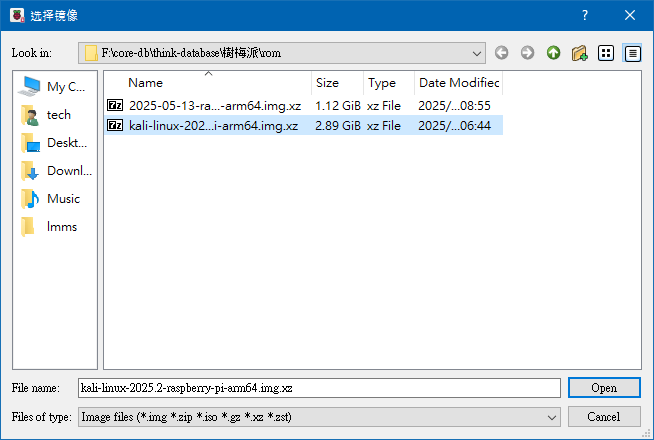 选择镜像
Look in: F:\core-db\think-database\樹梅派\rom
My C...
tech
Deskt...
Downl...
Music
lmms
Name Size Type Date Modified
2025-05-13-ra...-arm64.img.xz 1.12 GiB xz File 2025/...08:55
kali-linux-202...i-arm64.img.xz 2.89 GiB xz File 2025/...06:44
File name: kali-linux-2025.2-raspberry-pi-arm64.img.xz Open
Files of type: Image files (*.img *.zip *.iso *.gz *.xz *.zst) Cancel